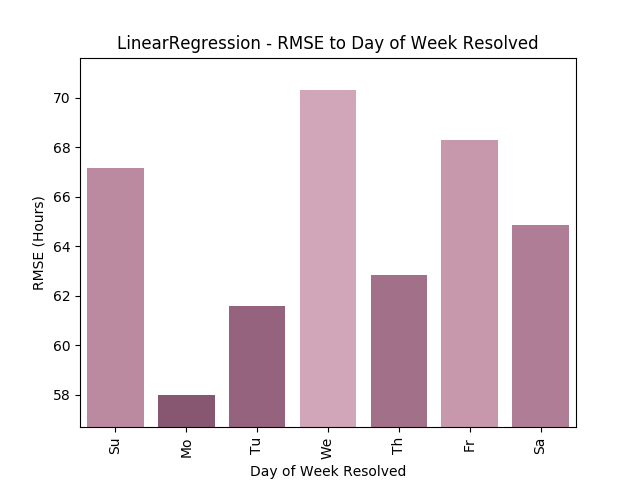 LinearRegression - RMSE to Day of Week Resolved
RMSE (Hours)
70
68
66
64
62
60
58
Su
Mo
Tu
We
Th
Fr
Sa
Day of Week Resolved